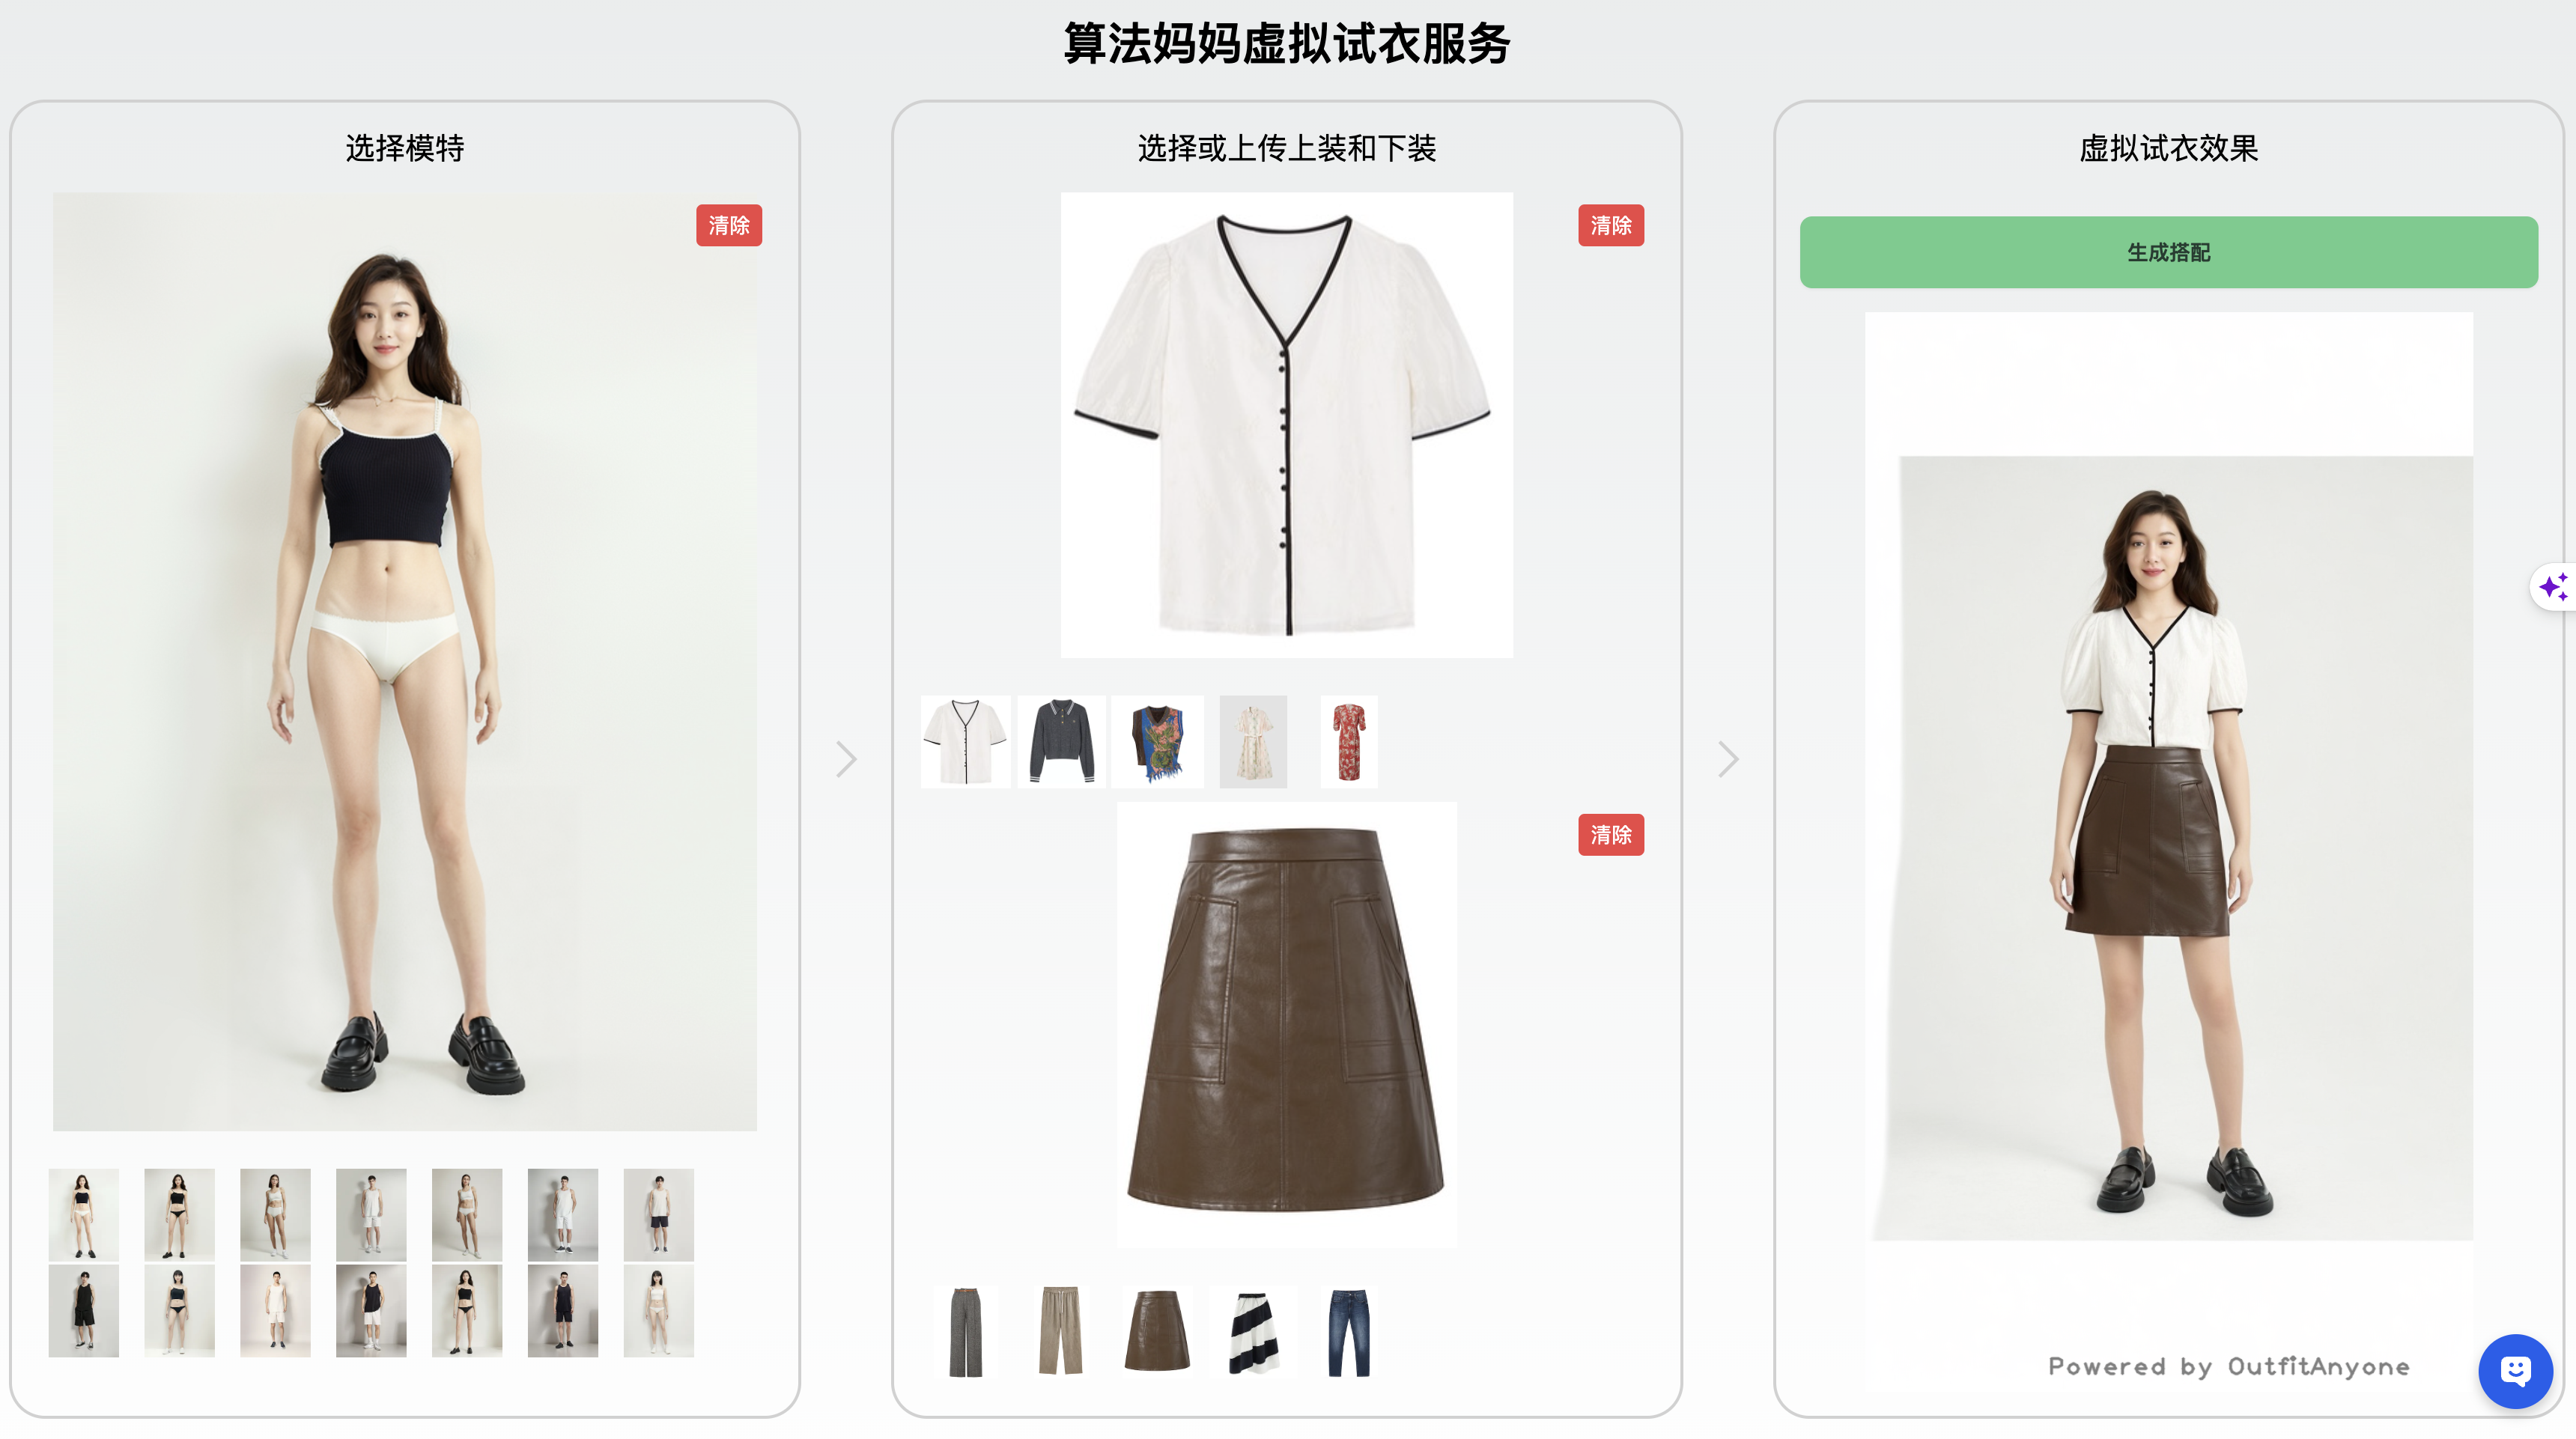 算法妈妈虚拟试衣服务
选择模特
清除
选择或上传上装和下装
清除
清除
虚拟试衣效果
生成搭配
Powered by OutfitAnyone